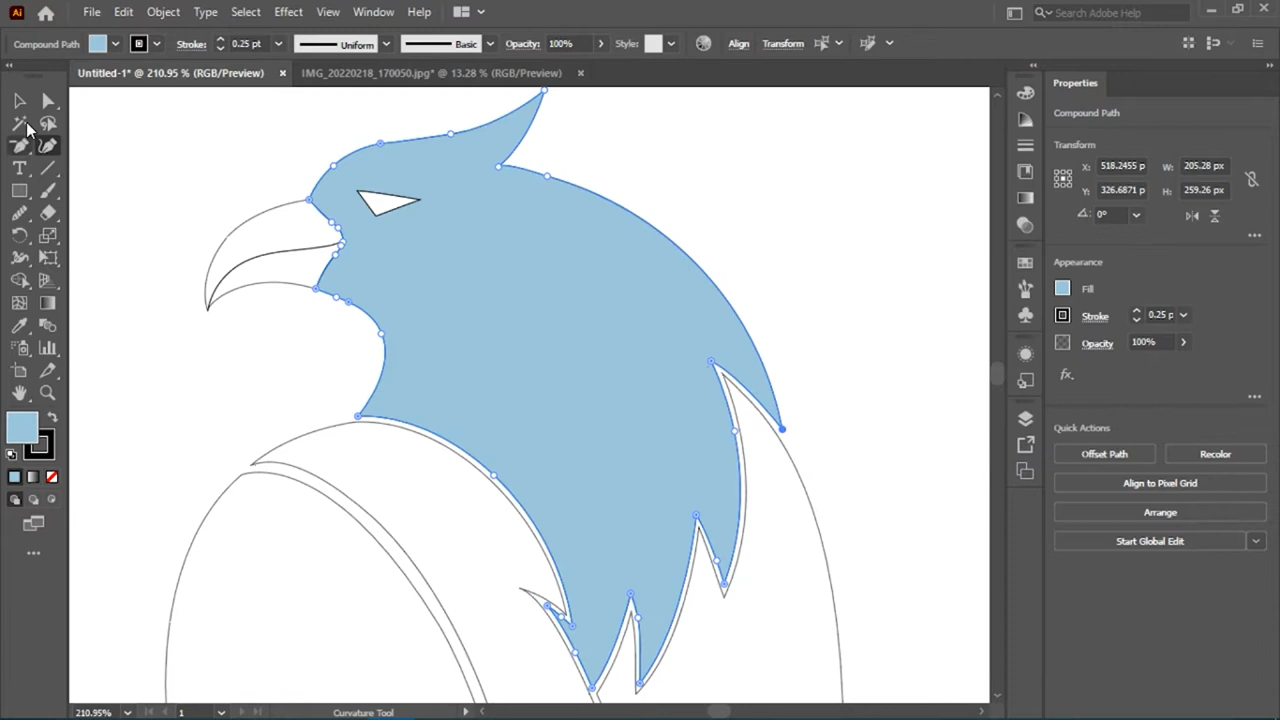 Ai File Edit Object Type Select Effect View Window Help Search Adobe Help
Compound Path Stroke: 0.25 pt Uniform Basic Opacity: 100% Style: Align Transform
Untitled-1* @ 210.95 % (RGB/Preview) IMG_20220218_170050.jpg* @ 13.28 % (RGB/Preview)
Properties
Compound Path
Transform
X: 518.2455 p W: 205.28 px
Y: 326.6871 p H: 259.26 px
0°
Appearance
Fill
Stroke 0.25 p
Opacity 100%
fx
Quick Actions
Offset Path Recolor
Align to Pixel Grid
Arrange
Start Global Edit
210.95% 1 Curvature Tool